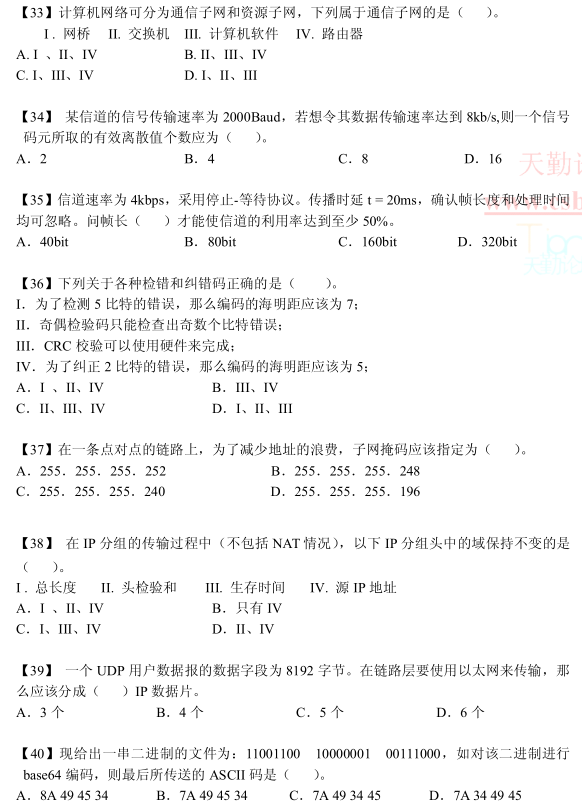 【33】计算机网络可分为通信子网和资源子网，下列属于通信子网的是（　　）。
I . 网桥　II. 交换机　III. 计算机软件　IV. 路由器
A. I 、II、IV　　B. II、III、IV
C. I、III、IV　　D. I、II、III
【34】 某信道的信号传输速率为 2000Baud，若想令其数据传输速率达到 8kb/s,则一个信号
码元所取的有效离散值个数应为（　　）。
A．2　　B．4　　C．8　　D．16
天勤
【35】信道速率为 4kbps，采用停止-等待协议。传播时延 t = 20ms，确认帧长度和处理时间
均可忽略。问帧长（　　）才能使信道的利用率达到至少 50%。
A．40bit　　B．80bit　　C．160bit　　D．320bit
【36】下列关于各种检错和纠错码正确的是（　　）。
I．为了检测 5 比特的错误，那么编码的海明距应该为 7；
II．奇偶检验码只能检查出奇数个比特错误；
III．CRC 校验可以使用硬件来完成；
IV．为了纠正 2 比特的错误，那么编码的海明距应该为 5；
A．I 、II、IV　　B．III、IV
C．II、III、IV　　D．I、II、III
【37】在一条点对点的链路上，为了减少地址的浪费，子网掩码应该指定为（　　）。
A．255．255．255．252　　B．255．255．255．248
C．255．255．255．240　　D．255．255．255．196
【38】 在 IP 分组的传输过程中（不包括 NAT 情况），以下 IP 分组头中的域保持不变的是
（　　）。
I . 总长度　II. 头检验和　III. 生存时间　IV. 源 IP 地址
A．I 、II、IV　　B．只有 IV
C．I、III、IV　　D．II、IV
【39】 一个 UDP 用户数据报的数据字段为 8192 字节。在链路层要使用以太网来传输，那
么应该分成（　　）IP 数据片。
A．3 个　　B．4 个　　C．5 个　　D．6 个
【40】现给出一串二进制的文件为：11001100　10000001　00111000，如对该二进制进行
base64 编码，则最后所传送的 ASCII 码是（　　）。
A．8A 49 45 34　　B．7A 49 45 34　　C．7A 49 34 45　　D．7A 34 49 45